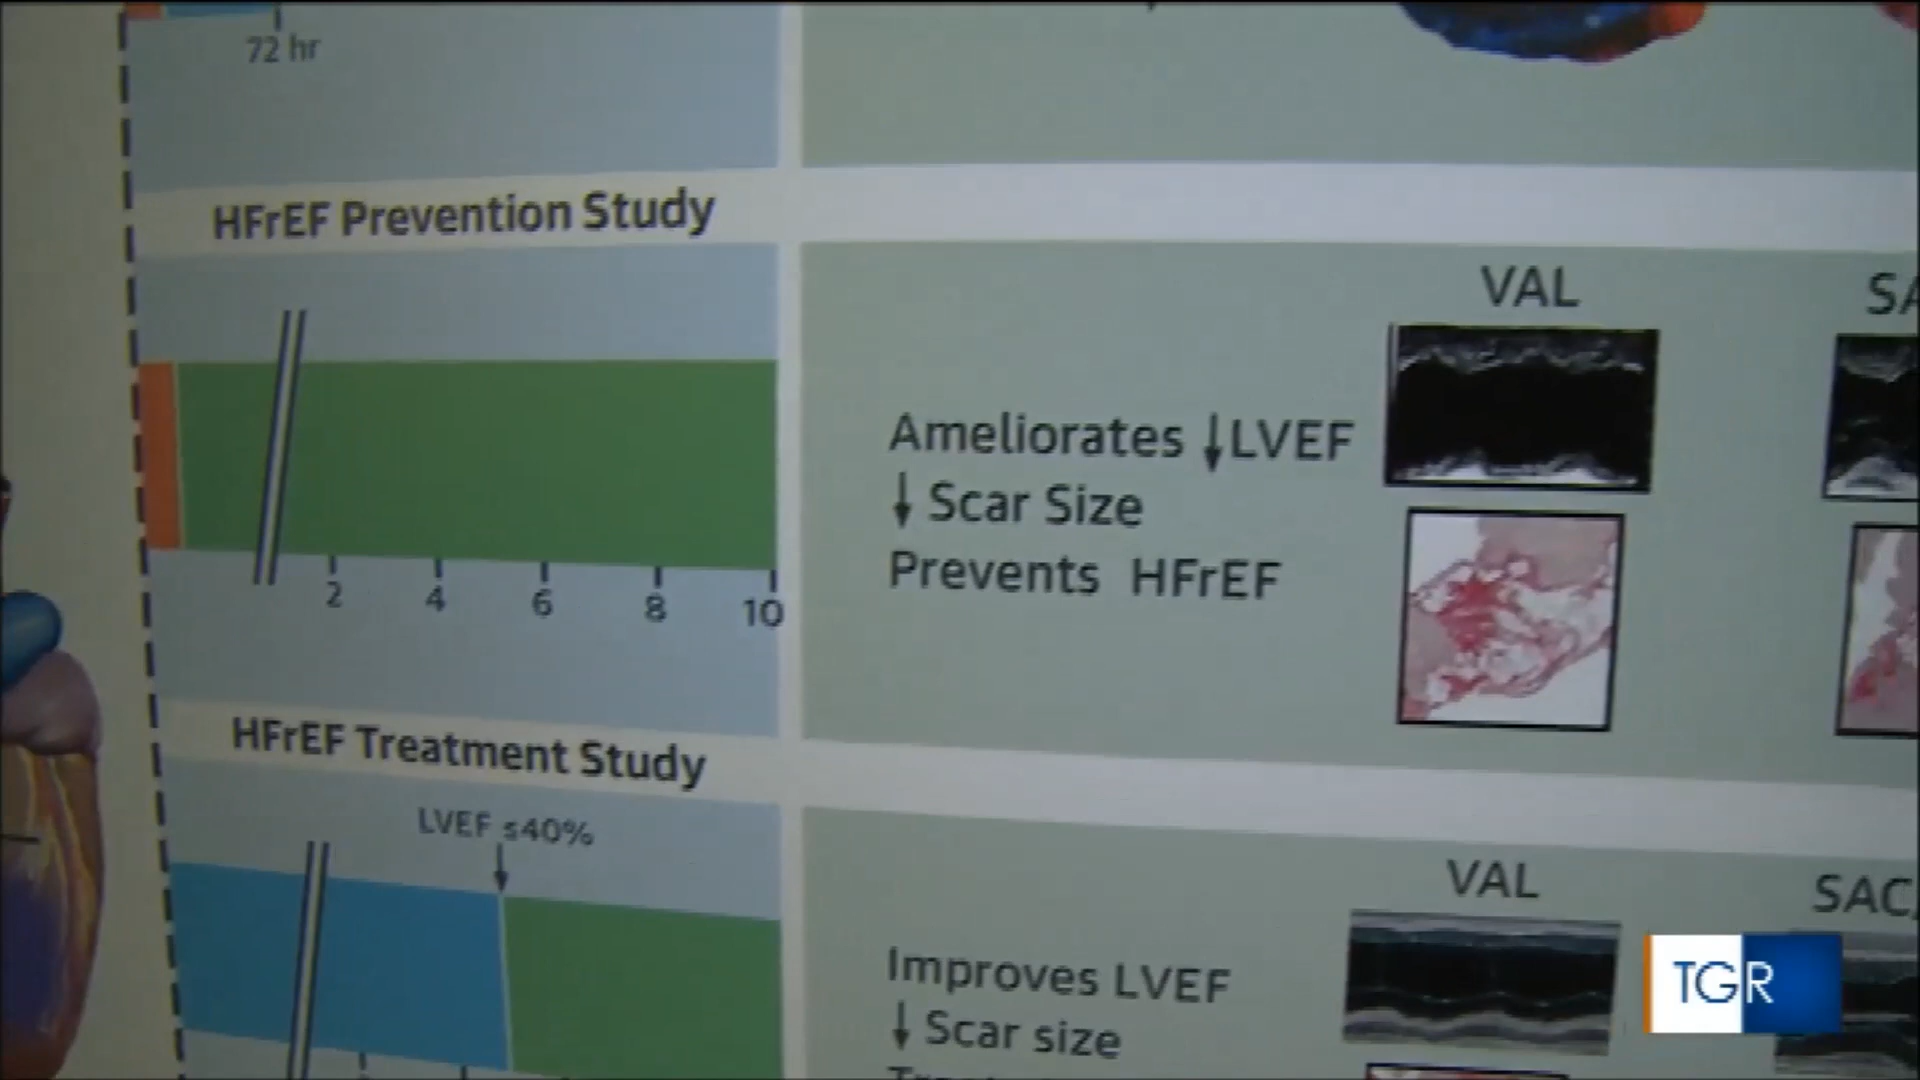 72 hr
HFrEF Prevention Study
VAL
Ameliorates ↓LVEF
↓ Scar Size
Prevents HFrEF
2 4 6 8 10
HFrEF Treatment Study
LVEF ≤40%
VAL
Improves LVEF
↓ Scar size
TGR